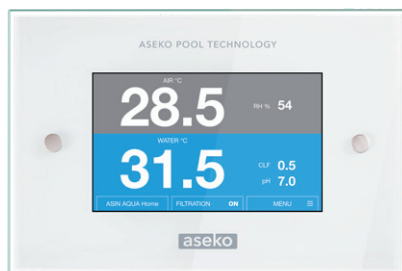 ASEKO POOL TECHNOLOGY
AIR °C
28.5
RH % 54
WATER °C
31.5
CLF 0.5
pH 7.0
ASIN AQUA Home FILTRATION ON MENU ☰
aseko